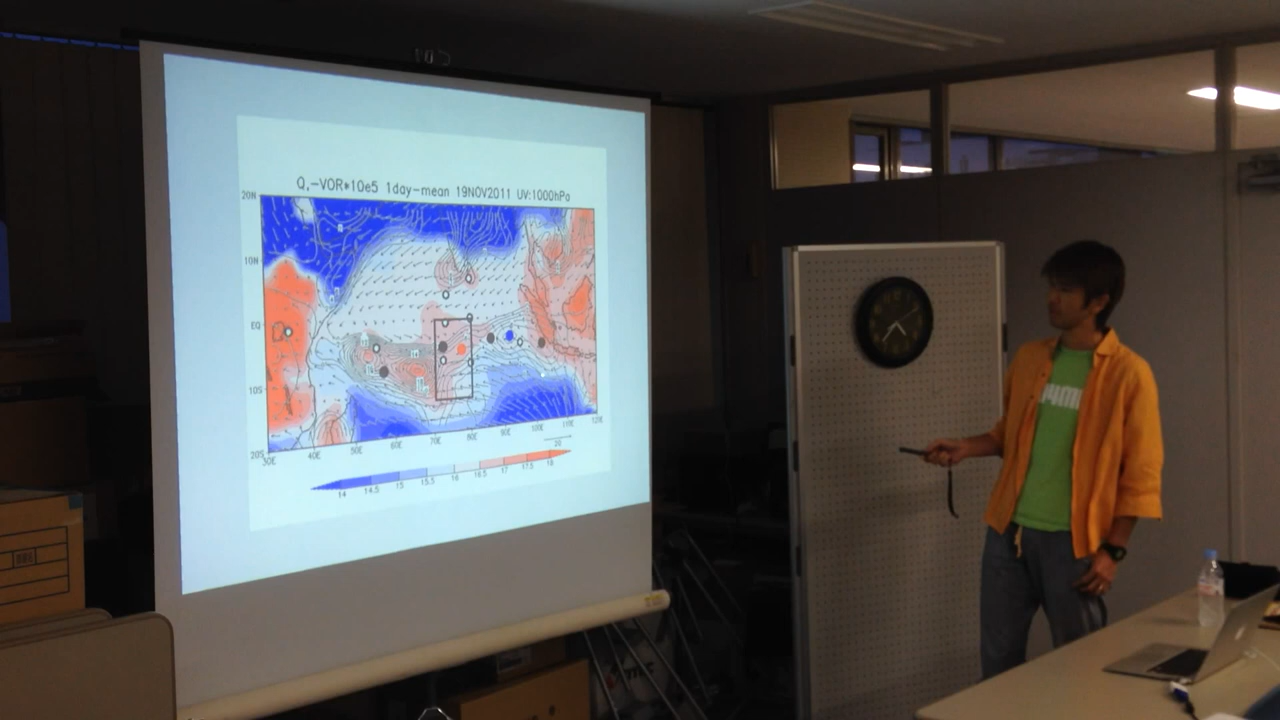 Q,-VOR*10e5 1day-mean 19NOV2011 UV:1000hPa
20N
10N
EQ
10S
20S
30E 40E 50E 60E 70E 80E 90E 100E 110E 120E
20
14 14.5 15 15.5 16 16.5 17 17.5 18